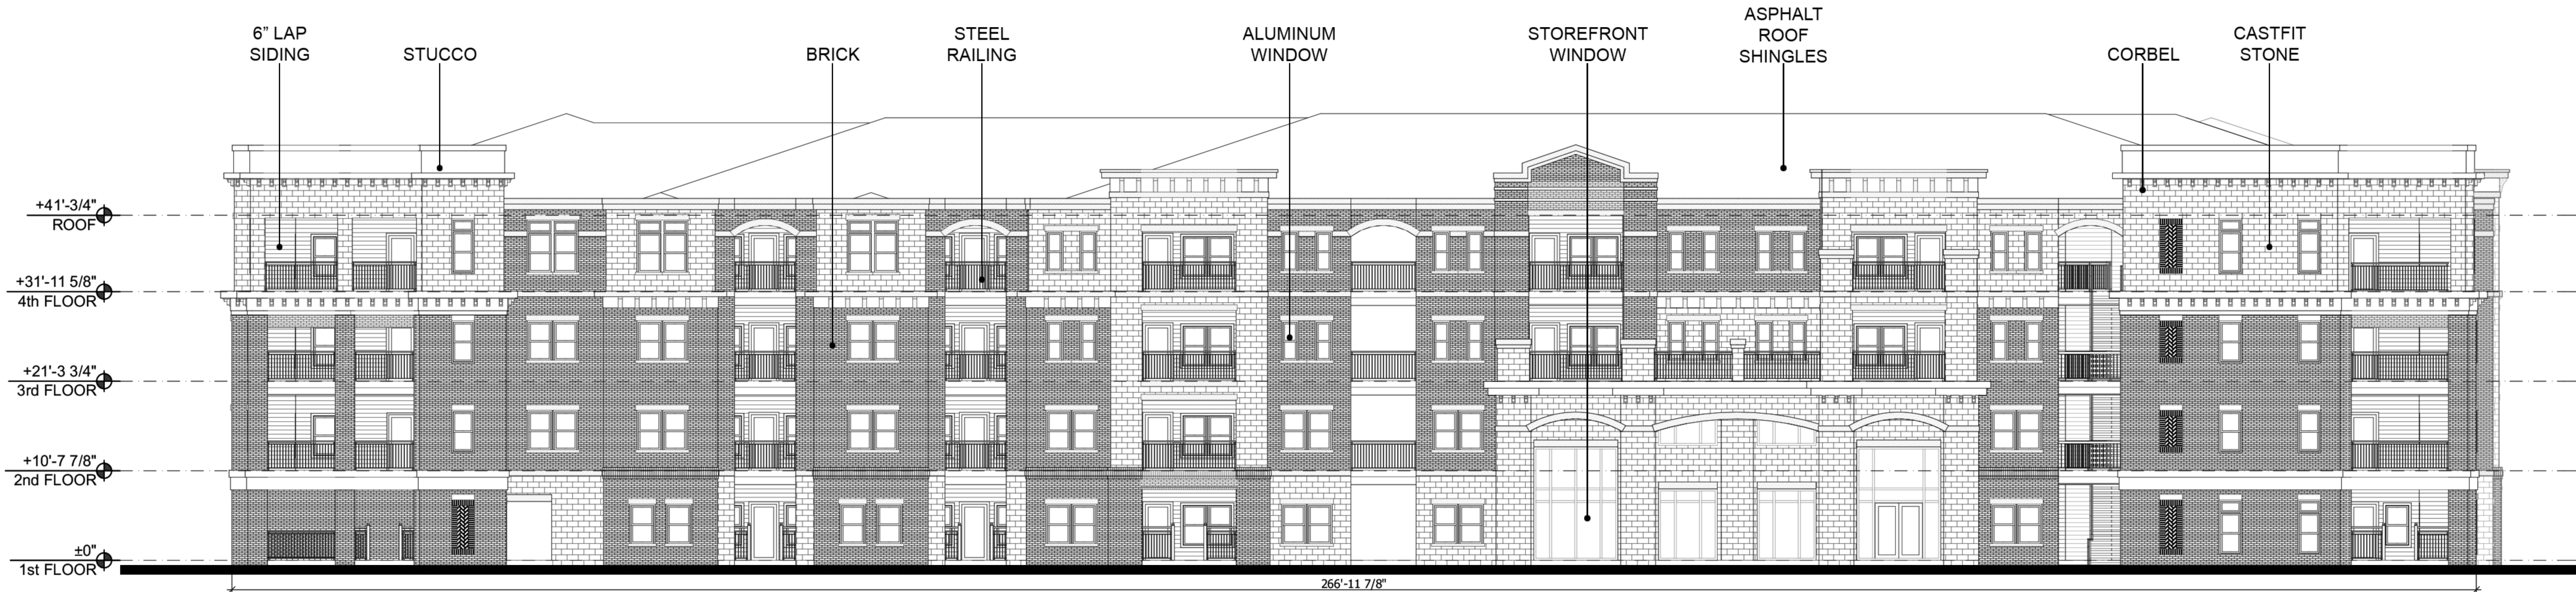 6” LAP
SIDING
STUCCO
BRICK
STEEL
RAILING
ALUMINUM
WINDOW
STOREFRONT
WINDOW
ASPHALT
ROOF
SHINGLES
CORBEL
CASTFIT
STONE
+41'-3/4"
ROOF
+31'-11 5/8"
4th FLOOR
+21'-3 3/4"
3rd FLOOR
+10'-7 7/8"
2nd FLOOR
±0"
1st FLOOR
266'-11 7/8"